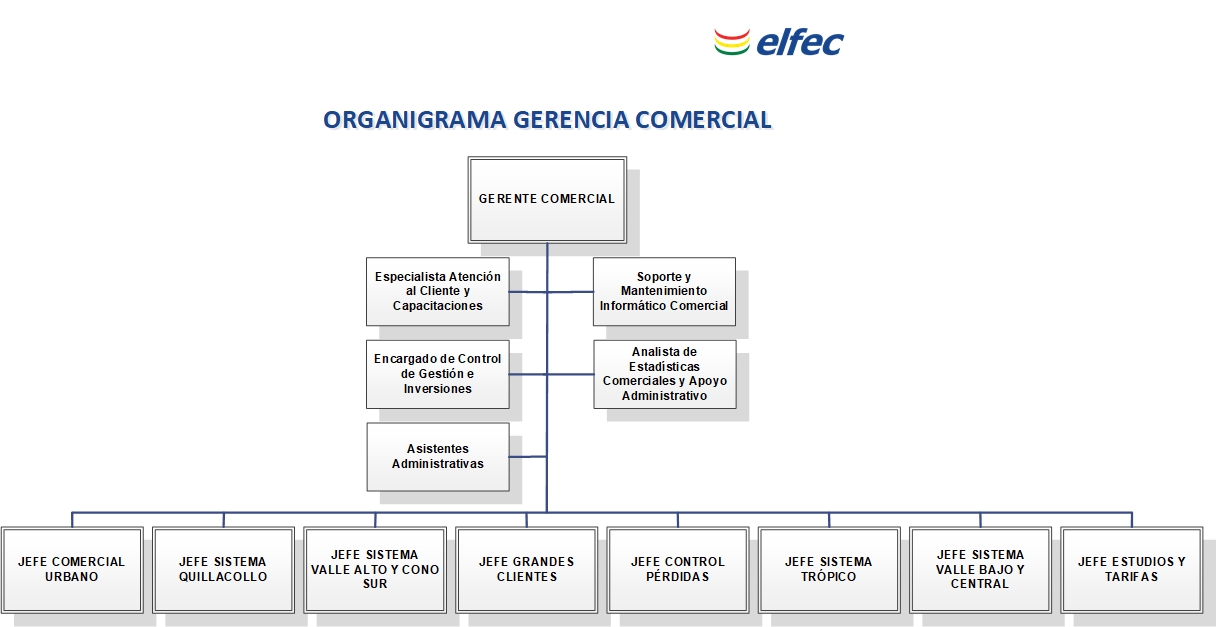 elfec
ORGANIGRAMA GERENCIA COMERCIAL
GERENTE COMERCIAL
Especialista Atención
al Cliente y
Capacitaciones
Soporte y
Mantenimiento
Informático Comercial
Encargado de Control
de Gestión e
Inversiones
Analista de
Estadísticas
Comerciales y Apoyo
Administrativo
Asistentes
Administrativas
JEFE COMERCIAL
URBANO
JEFE SISTEMA
QUILLACOLLO
JEFE SISTEMA
VALLE ALTO Y CONO
SUR
JEFE GRANDES
CLIENTES
JEFE CONTROL
PÉRDIDAS
JEFE SISTEMA
TRÓPICO
JEFE SISTEMA
VALLE BAJO Y
CENTRAL
JEFE ESTUDIOS Y
TARIFAS